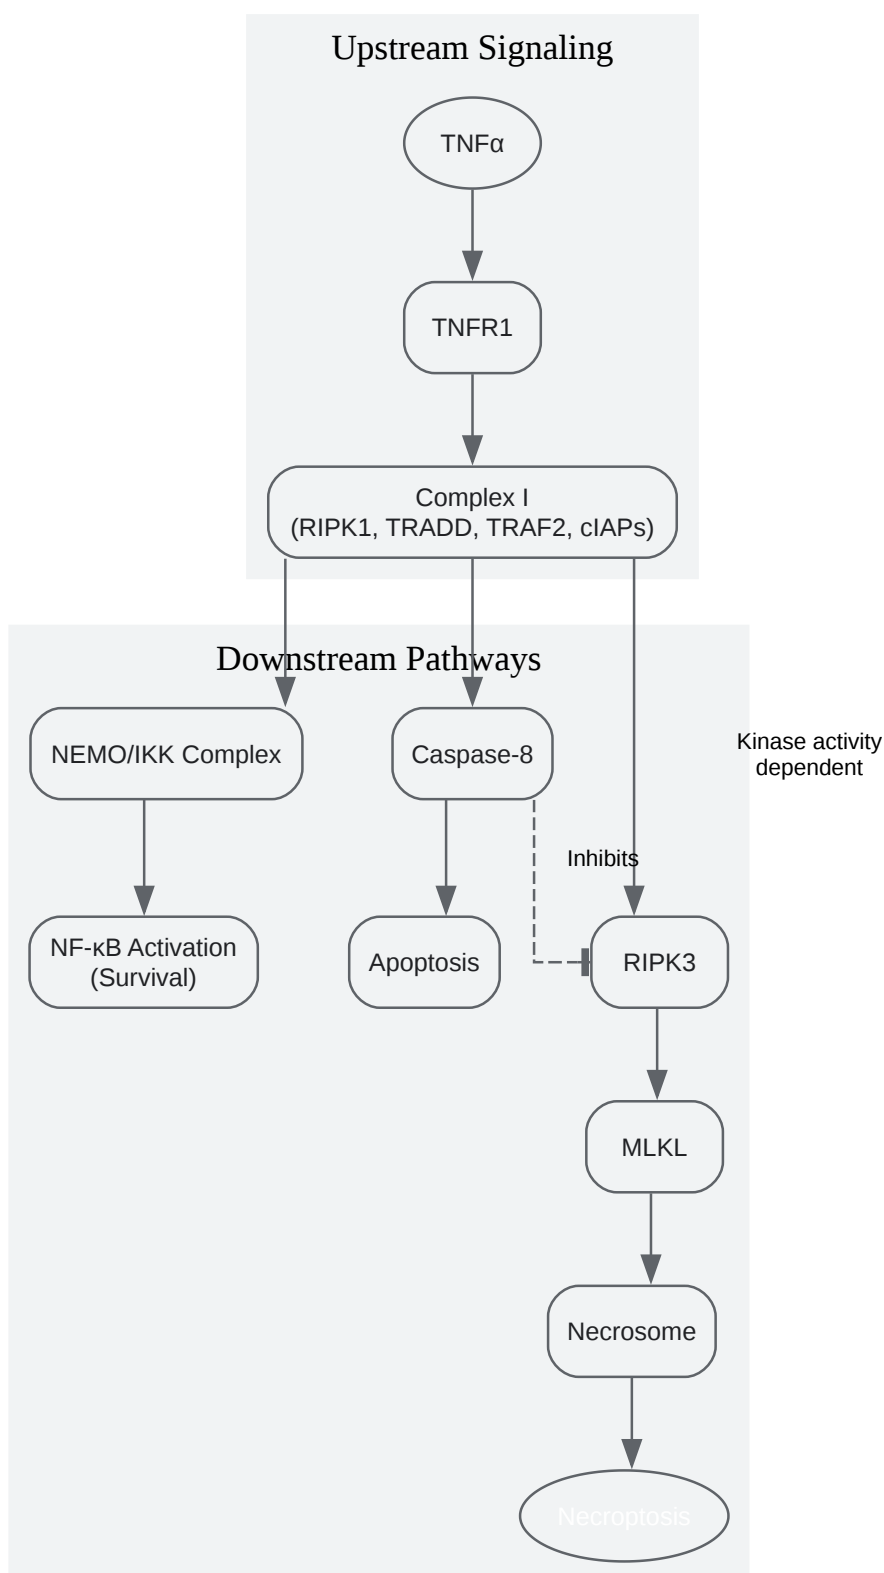 Upstream Signaling
TNFα
TNFR1
Complex I
(RIPK1, TRADD, TRAF2, cIAPs)
Downstream Pathways
NEMO/IKK Complex
Caspase-8
Kinase activity
dependent
Inhibits
NF-κB Activation
(Survival)
Apoptosis
RIPK3
MLKL
Necrosome
Necroptosis